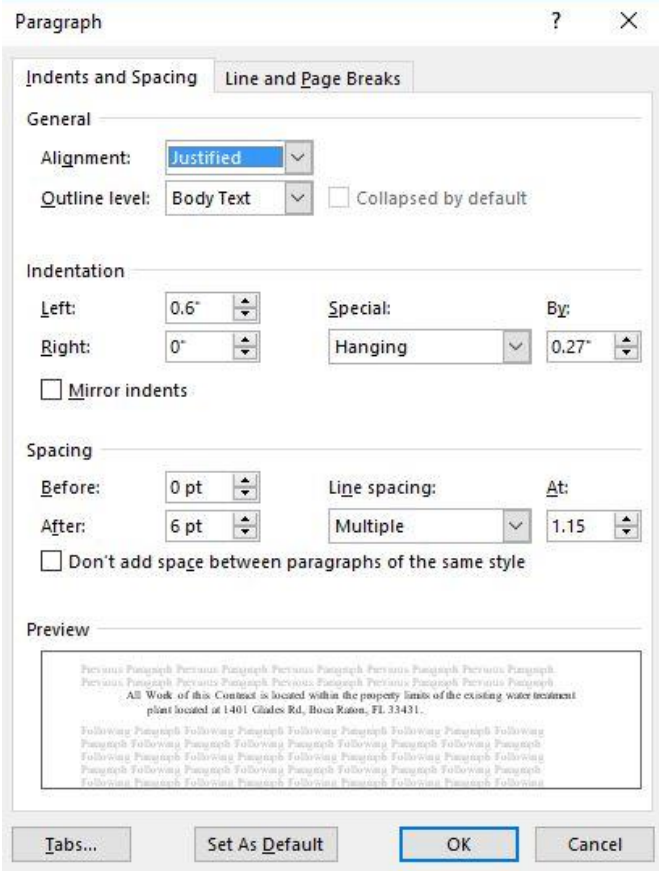 Paragraph ? ×
Indents and Spacing Line and Page Breaks
General
Alignment: Justified
Outline level: Body Text Collapsed by default
Indentation
Left: 0.6" Special: By:
Right: 0" Hanging 0.27"
Mirror indents
Spacing
Before: 0 pt Line spacing: At:
After: 6 pt Multiple 1.15
Don't add space between paragraphs of the same style
Preview
Previous Paragraph Previous Paragraph Previous Paragraph Previous Paragraph Previous Paragraph
Previous Paragraph Previous Paragraph Previous Paragraph Previous Paragraph Previous Paragraph
All Work of this Contract is located within the property limits of the existing water treatment
plant located at 1401 Glades Rd, Boca Raton, FL 33431.
Following Paragraph Following Paragraph Following Paragraph Following Paragraph Following
Paragraph Following Paragraph Following Paragraph Following Paragraph Following Paragraph
Following Paragraph Following Paragraph Following Paragraph Following Paragraph Following
Paragraph Following Paragraph Following Paragraph Following Paragraph Following Paragraph
Following Paragraph Following Paragraph Following Paragraph Following Paragraph Following
Tabs... Set As Default OK Cancel